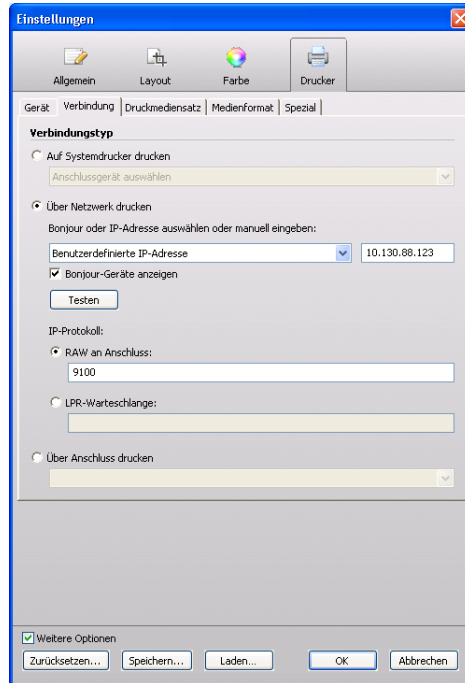 Einstellungen
Allgemein Layout Farbe Drucker
Gerät Verbindung Druckmediensatz Medienformat Spezial
Verbindungstyp
Auf Systemdrucker drucken
Anschlussgerät auswählen
Über Netzwerk drucken
Bonjour oder IP-Adresse auswählen oder manuell eingeben:
Benutzerdefinierte IP-Adresse 10.130.88.123
Bonjour-Geräte anzeigen
Testen
IP-Protokoll:
RAW an Anschluss:
9100
LPR-Warteschlange:
Über Anschluss drucken
Weitere Optionen
Zurücksetzen... Speichern... Laden... OK Abbrechen